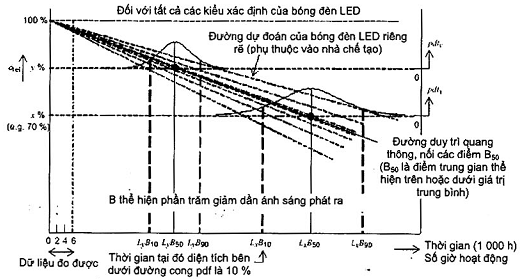 Đối với tất cả các kiểu xác định của bóng đèn LED
100 %
Đường dự đoán của bóng đèn LED riêng
rẽ (phụ thuộc vào nhà chế tạo)
y %
0
x %
0
(e.g. 70 %)
Đường duy trì quang
thông, nối các điểm B50
(B50 là điểm trung gian thể
hiện trên hoặc dưới giá trị
trung bình)
B thể hiện phần trăm giảm dần ánh sáng phát ra
0 2 4 6
LyB10
LyB50
LyB90
LxB10
LxB50
LxB90
Thời gian (1 000 h)
Số giờ hoạt động
Dữ liệu đo được
Thời gian tại đó diện tích bên
dưới đường cong pdf là 10 %